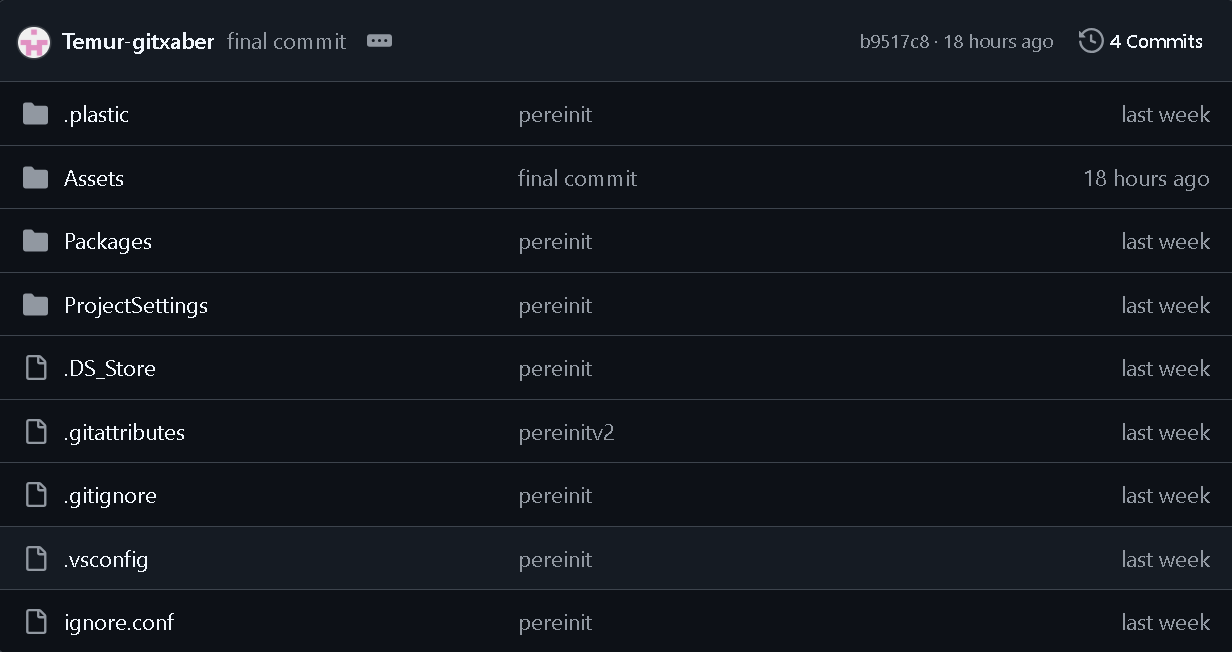 Temur-gitxaber final commit b9517c8 · 18 hours ago 4 Commits
.plastic pereinit last week
Assets final commit 18 hours ago
Packages pereinit last week
ProjectSettings pereinit last week
.DS_Store pereinit last week
.gitattributes pereinitv2 last week
.gitignore pereinit last week
.vsconfig pereinit last week
ignore.conf pereinit last week